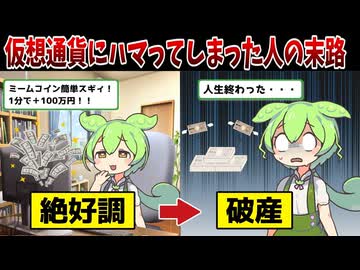 仮想通貨にハマってしまった人の末路
ミームコイン簡単スギィ！
1分で＋100万円！！
人生終わった・・・
絶好調
破産